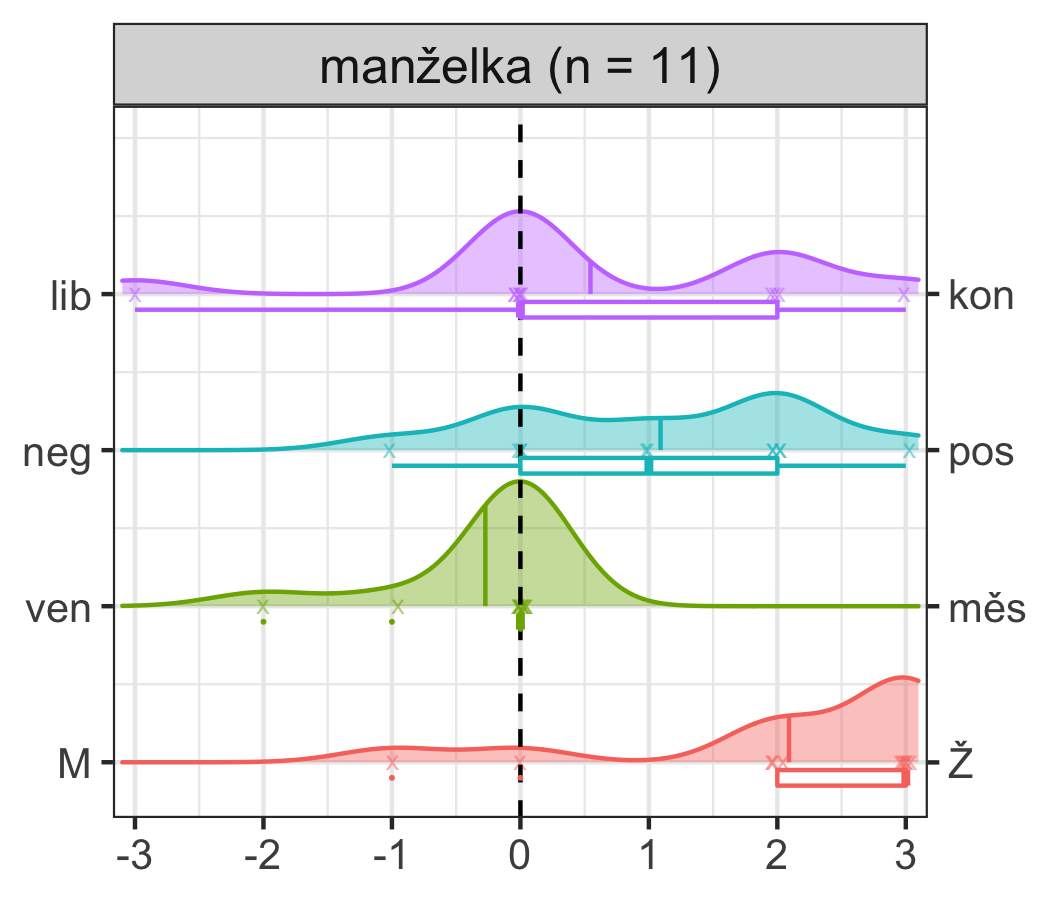 manželka (n = 11)
lib kon
neg pos
ven měs
M Ž
-3 -2 -1 0 1 2 3